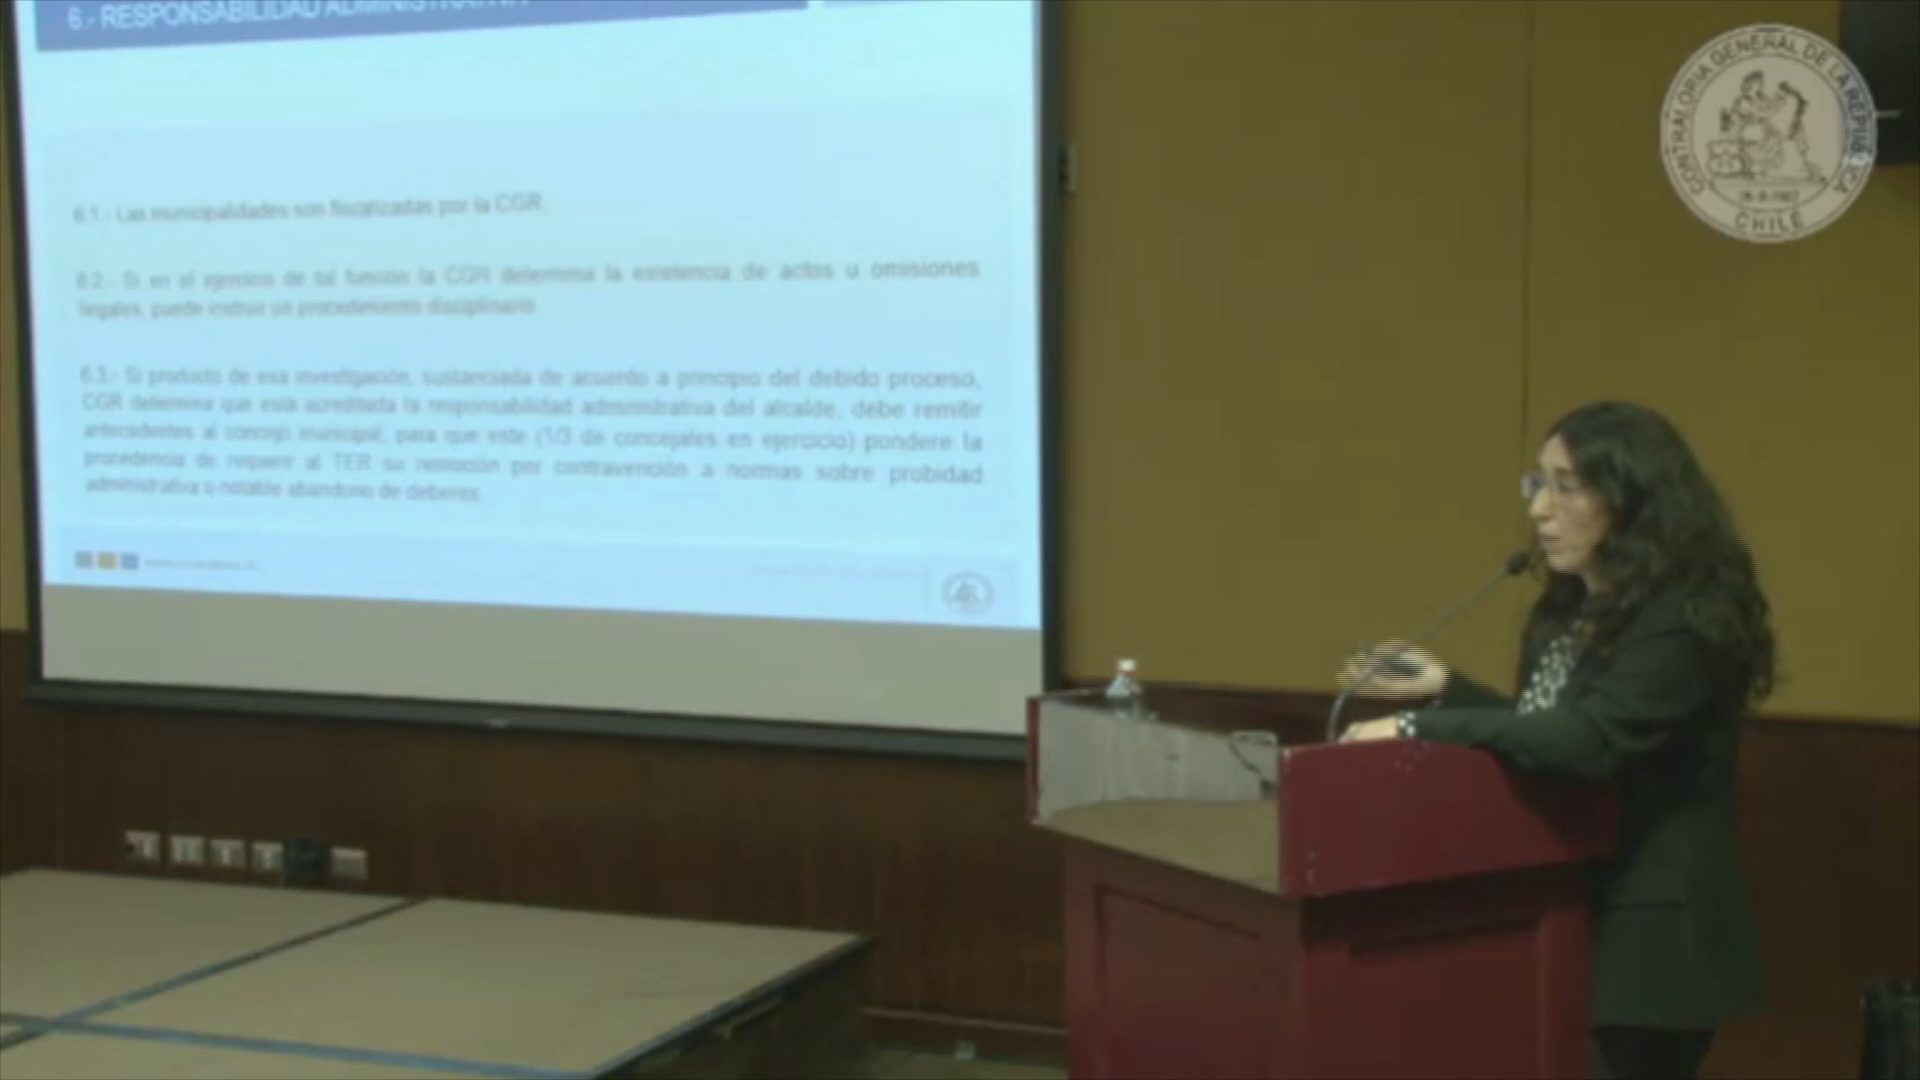 6.- RESPONSABILIDAD ADMINISTRATIVA
CONTRALORIA GENERAL DE LA REPUBLICA
CHILE
6.1.- Las municipalidades son fiscalizadas por la CGR.
6.2.- Si en el ejercicio de tal función la CGR determina la existencia de actos u omisiones
ilegales, puede instruir un procedimiento disciplinario.
6.3.- Si producto de esa investigación, sustanciada de acuerdo a principio del debido proceso,
CGR determina que está acreditada la responsabilidad administrativa del alcalde, debe remitir
antecedentes al concejo municipal, para que este (1/3 de concejales en ejercicio) pondere la
procedencia de requerir al TER su remoción por contravención a normas sobre probidad
administrativa o notable abandono de deberes.